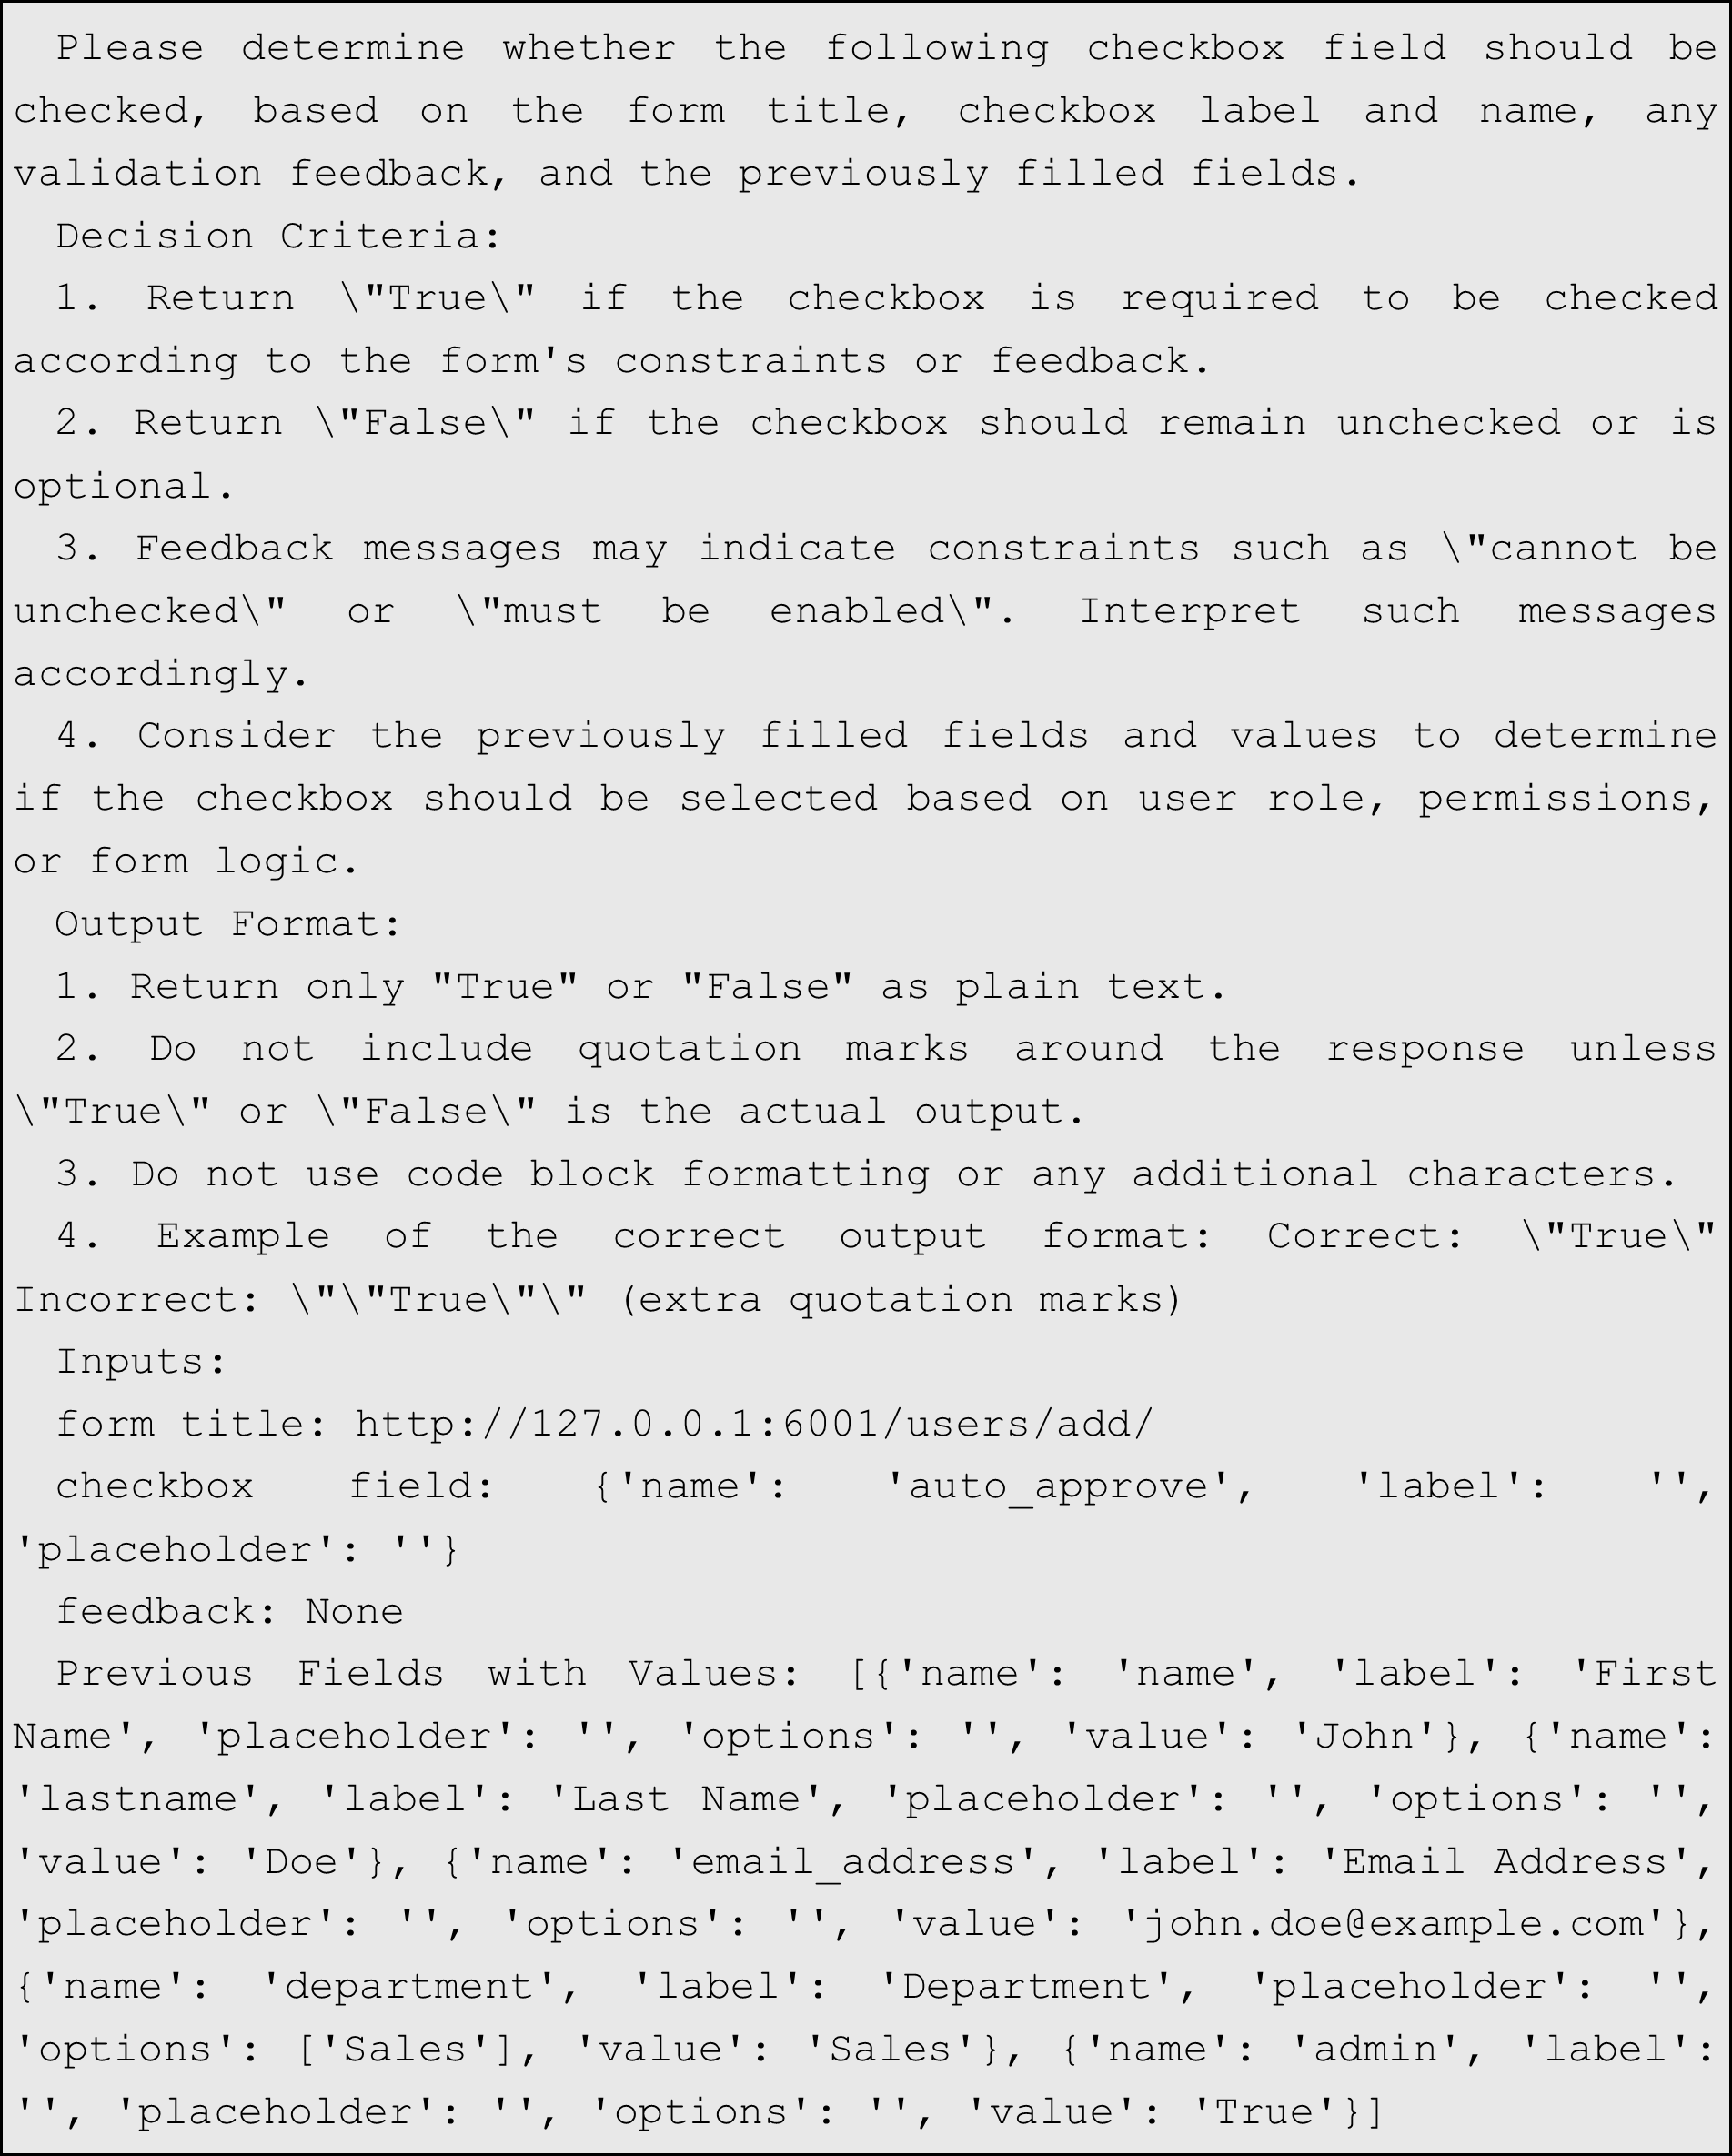 Please determine whether the following checkbox field should be
checked, based on the form title, checkbox label and name, any
validation feedback, and the previously filled fields.
Decision Criteria:
1. Return \"True\" if the checkbox is required to be checked
according to the form's constraints or feedback.
2. Return \"False\" if the checkbox should remain unchecked or is
optional.
3. Feedback messages may indicate constraints such as \"cannot be
unchecked\" or \"must be enabled\". Interpret such messages
accordingly.
4. Consider the previously filled fields and values to determine
if the checkbox should be selected based on user role, permissions,
or form logic.
Output Format:
1. Return only "True" or "False" as plain text.
2. Do not include quotation marks around the response unless
\"True\" or \"False\" is the actual output.
3. Do not use code block formatting or any additional characters.
4. Example of the correct output format: Correct: \"True\"
Incorrect: \"\"True\"\" (extra quotation marks)
Inputs:
form title: http://127.0.0.1:6001/users/add/
checkbox field: {'name': 'auto_approve', 'label': '',
'placeholder': ''}
feedback: None
Previous Fields with Values: [{'name': 'name', 'label': 'First
Name', 'placeholder': '', 'options': '', 'value': 'John'}, {'name':
'lastname', 'label': 'Last Name', 'placeholder': '', 'options': '',
'value': 'Doe'}, {'name': 'email_address', 'label': 'Email Address',
'placeholder': '', 'options': '', 'value': 'john.doe@example.com'},
{'name': 'department', 'label': 'Department', 'placeholder': '',
'options': ['Sales'], 'value': 'Sales'}, {'name': 'admin', 'label':
'', 'placeholder': '', 'options': '', 'value': 'True'}]